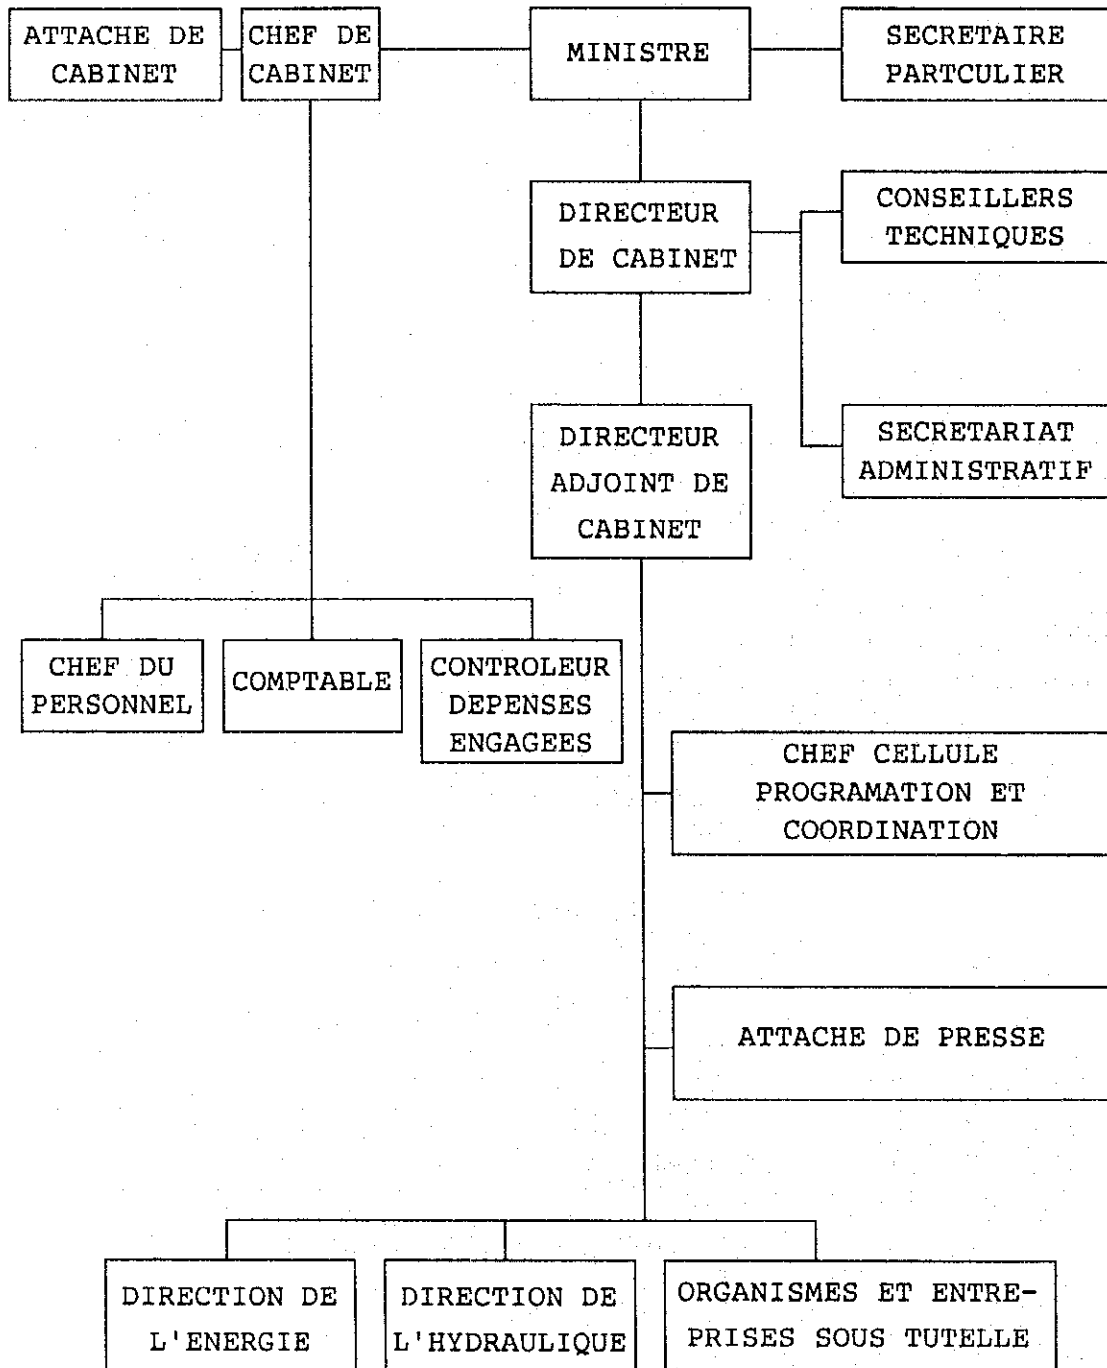 ATTACHE DE
CABINET
CHEF DE
CABINET
MINISTRE
SECRETAIRE
PARTCULIER
DIRECTEUR
DE CABINET
CONSEILLERS
TECHNIQUES
DIRECTEUR
ADJOINT DE
CABINET
SECRETARIAT
ADMINISTRATIF
CHEF DU
PERSONNEL
COMPTABLE
CONTROLEUR
DEPENSES
ENGAGEES
CHEF CELLULE
PROGRAMATION ET
COORDINATION
ATTACHE DE PRESSE
DIRECTION DE
L'ENERGIE
DIRECTION DE
L'HYDRAULIQUE
ORGANISMES ET ENTRE-
PRISES SOUS TUTELLE